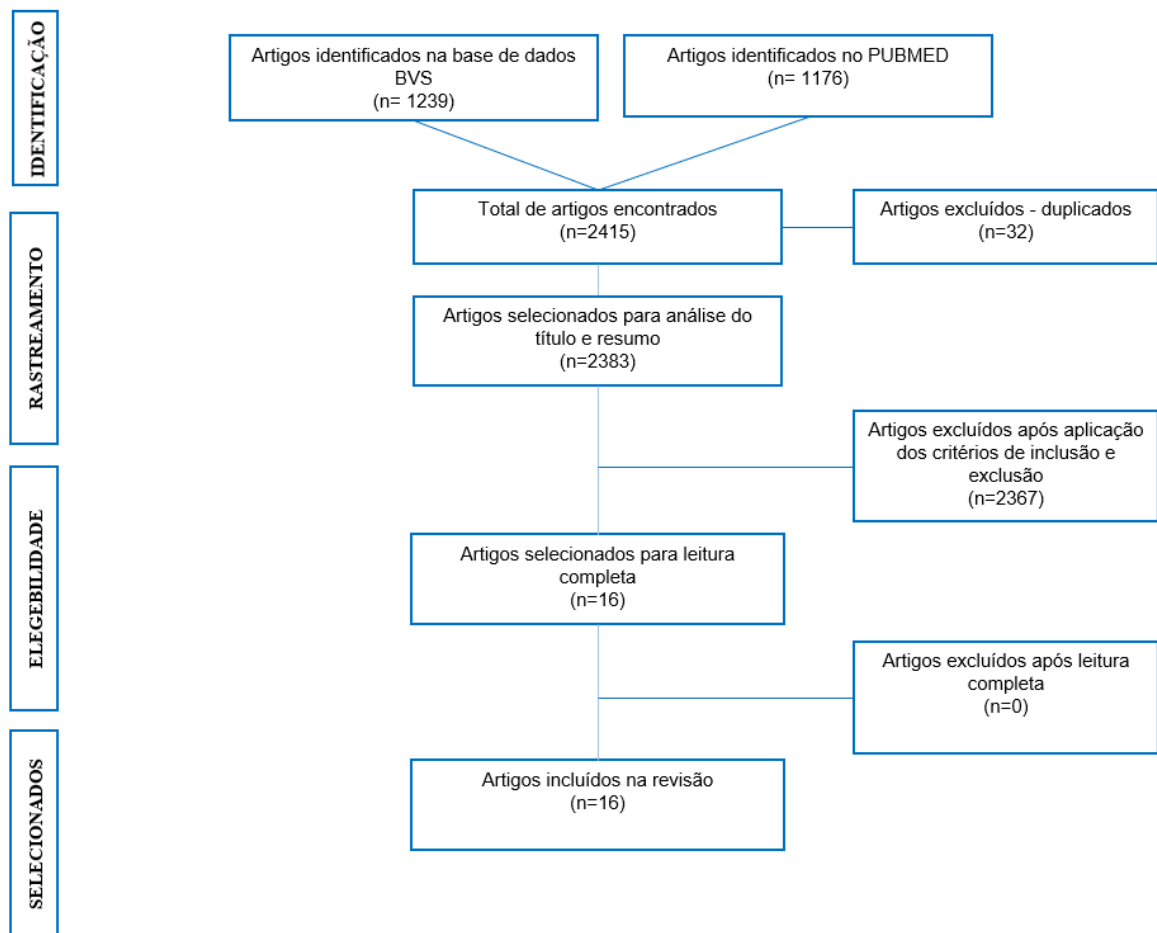 IDENTIFICAÇÃO
Artigos identificados na base de dados
BVS
(n= 1239)
Artigos identificados no PUBMED
(n= 1176)
RASTREAMENTO
Total de artigos encontrados
(n=2415)
Artigos excluídos - duplicados
(n=32)
Artigos selecionados para análise do
título e resumo
(n=2383)
Artigos excluídos após aplicação
dos critérios de inclusão e
exclusão
(n=2367)
ELEGEBILIDADE
Artigos selecionados para leitura
completa
(n=16)
Artigos excluídos após leitura
completa
(n=0)
SELECIONADOS
Artigos incluídos na revisão
(n=16)